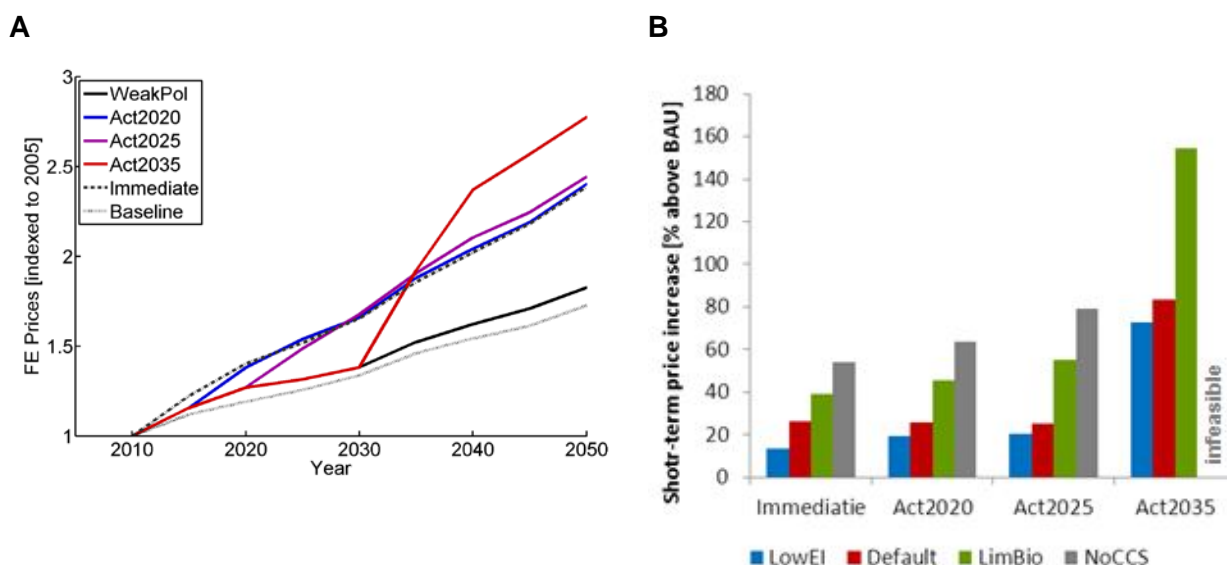 A
B
3
2.5
2
1.5
1
FE Prices [indexed to 2005]
WeakPol
Act2020
Act2025
Act2035
Immediate
Baseline
2010 2020 2030 2040 2050
Year
180
160
140
120
100
80
60
40
20
0
Shotr-term price increase [% above BAU]
infeasible
Immediatie Act2020 Act2025 Act2035
LowEI Default LimBio NoCCS